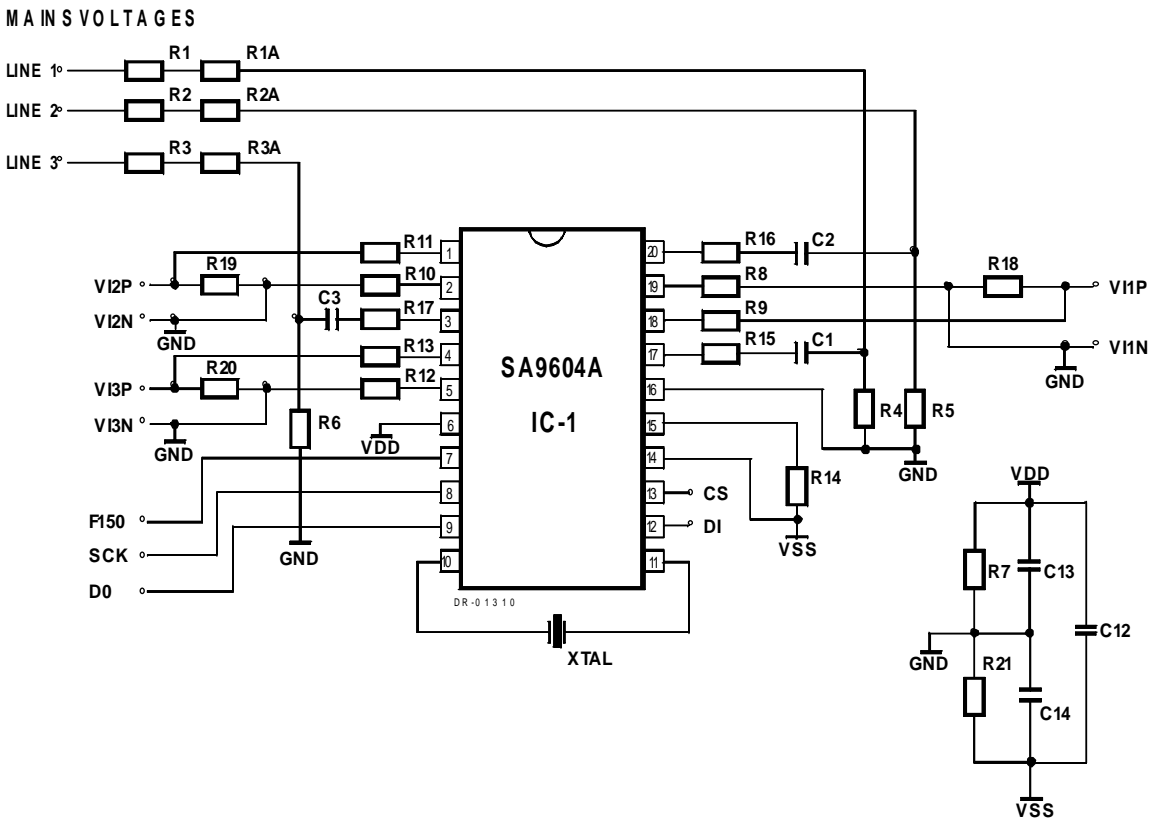 MAINS VOLTAGES
R1 R1A
LINE 1
R2 R2A
LINE 2
R3 R3A
LINE 3
R11 1 20 R16 C2
R19 R10 R8 R18
VI2P 2 19 VI1P
C3 R17 R9
VI2N 3 18
GND
R13 R15 C1
4 17 VI1N
R20 R12 SA9604A
VI3P 5 16 GND
R6 IC-1 R4 R5
VI3N 6 15
GND VDD
7 14 R14 GND VDD
8 13 CS
F150 9 12 DI
SCK GND VSS
10 11 R7 C13
D0
DR-01310
XTAL C12
GND R21
C14
VSS